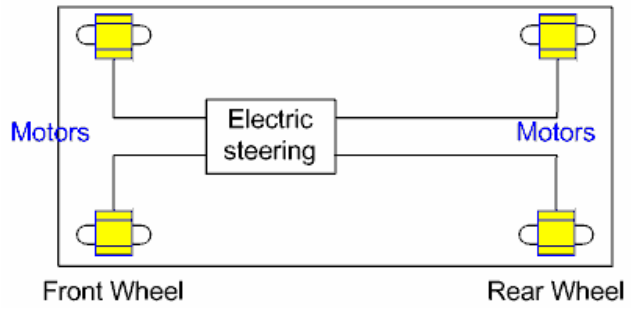 Electric
steering
Motors
Motors
Front Wheel
Rear Wheel